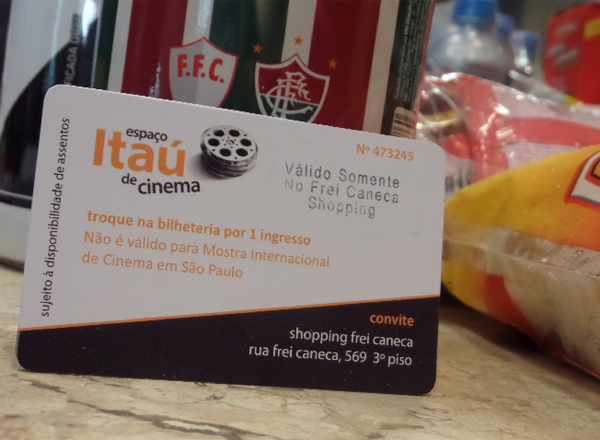 F.F.C.
Nº 473245
espaço
Itaú
de cinema
Válido Somente
No Frei Caneca
Shopping
sujeito à disponibilidade de assentos
troque na bilheteria por 1 ingresso
Não é válido para Mostra Internacional
de Cinema em São Paulo
convite
shopping frei caneca
rua frei caneca, 569 3º piso